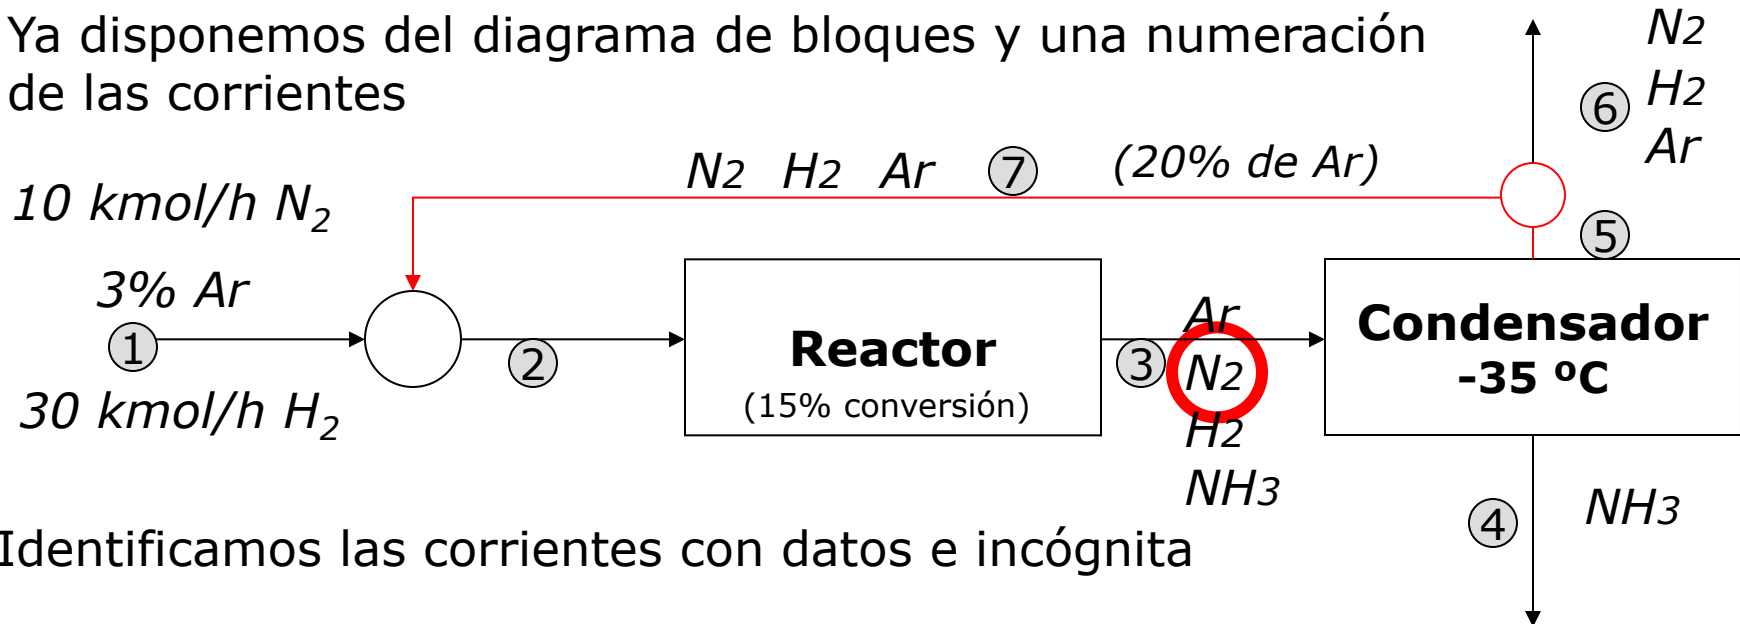 Ya disponemos del diagrama de bloques y una numeración
de las corrientes
N2
H2
Ar
6
N2 H2 Ar 7 (20% de Ar)
10 kmol/h N₂
5
3% Ar
1
30 kmol/h H₂
2
Reactor
(15% conversión)
3
Ar
N2
H2
NH3
Condensador
-35 ºC
4
NH3
Identificamos las corrientes con datos e incógnita